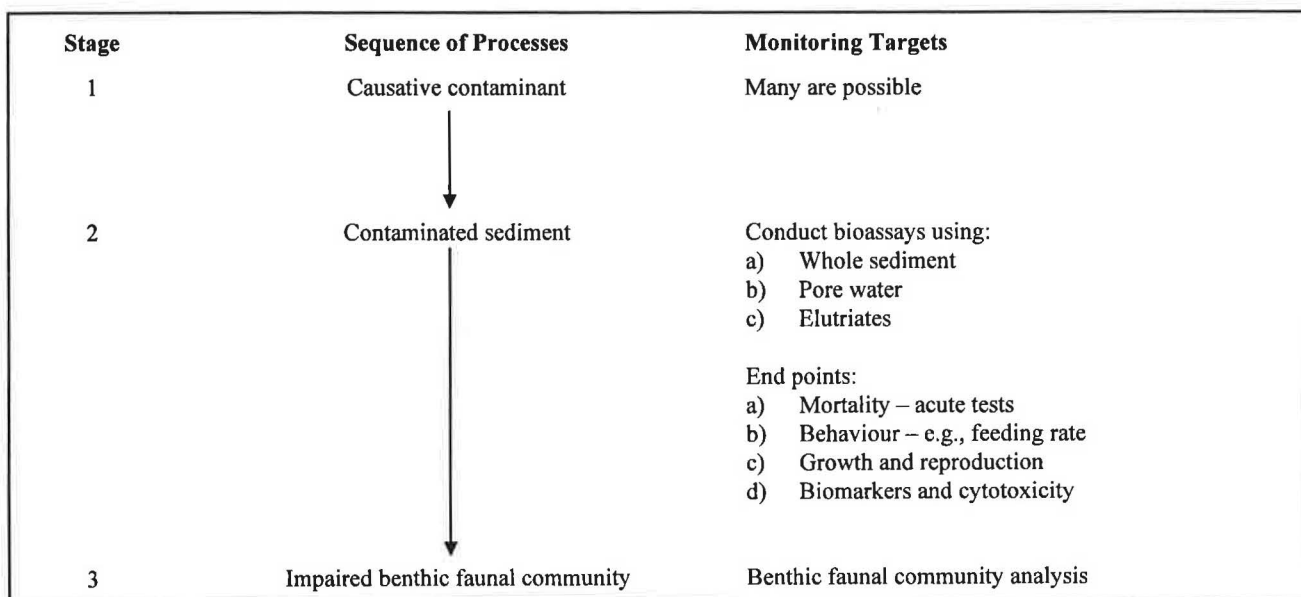 Stage Sequence of Processes Monitoring Targets
1 Causative contaminant Many are possible
2 Contaminated sediment Conduct bioassays using:
a) Whole sediment
b) Pore water
c) Elutriates
End points:
a) Mortality – acute tests
b) Behaviour – e.g., feeding rate
c) Growth and reproduction
d) Biomarkers and cytotoxicity
3 Impaired benthic faunal community Benthic faunal community analysis